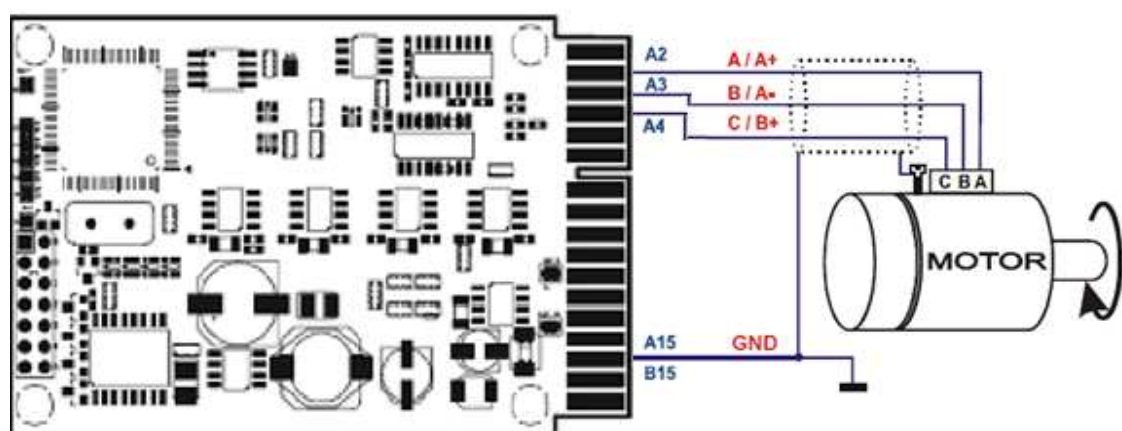 A2 A / A+
A3 B / A-
A4 C / B+
C B A
MOTOR
A15 GND
B15